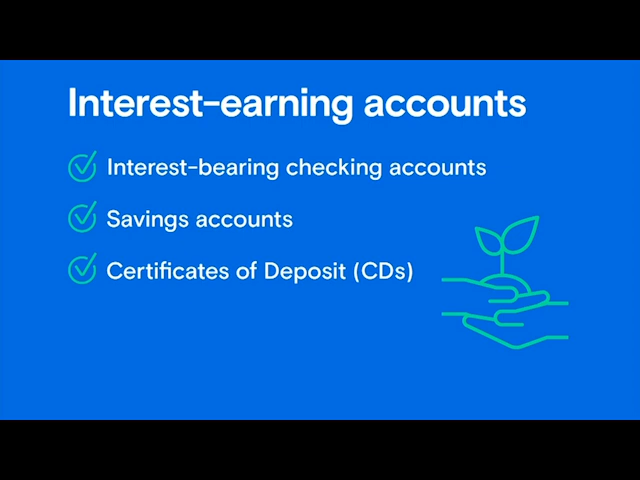 Interest-earning accounts
Interest-bearing checking accounts
Savings accounts
Certificates of Deposit (CDs)